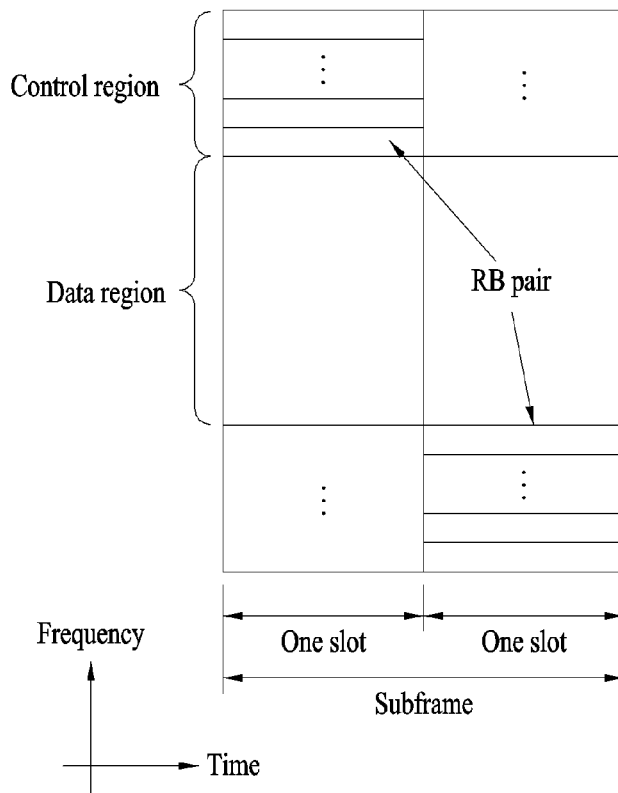 Control region
Data region
RB pair
One slot
One slot
Subframe
Frequency
Time